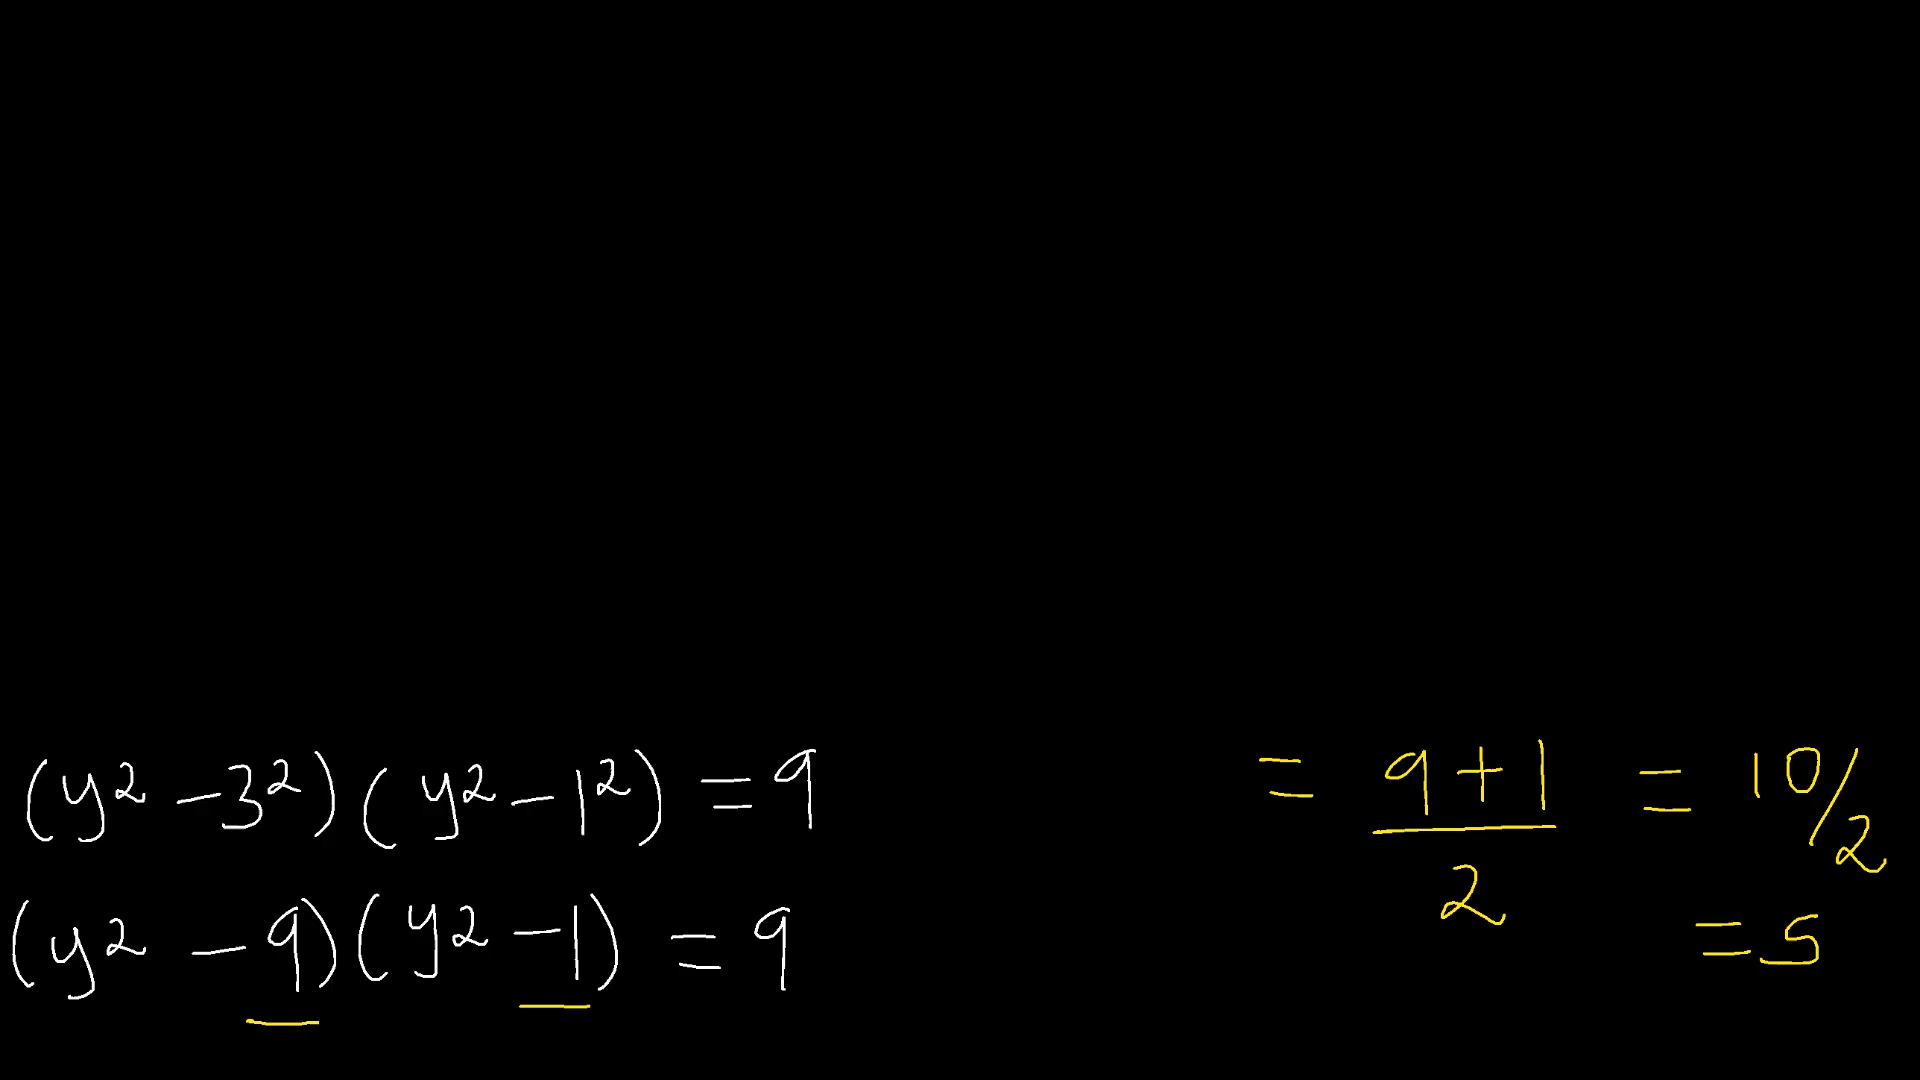 (y² - 3²)(y² - 1²) = 9
(y² - 9)(y² - 1) = 9
= 9+1/2 = 10/2
= 5